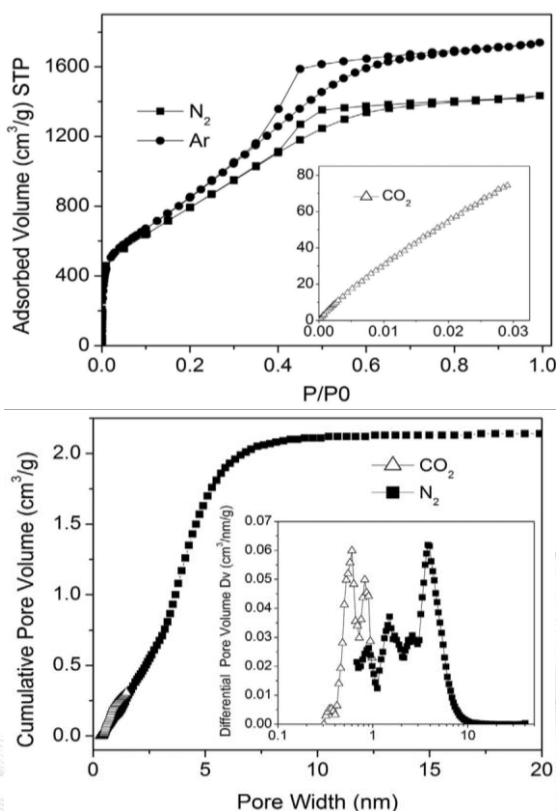 Adsorbed Volume (cm³/g) STP
1600
1200
800
400
0
N₂
Ar
80
60
40
20
0
CO₂
0.00 0.01 0.02 0.03
0.0 0.2 0.4 0.6 0.8 1.0
P/P0
Cumulative Pore Volume (cm³/g)
2.0
1.5
1.0
0.5
0.0
CO₂
N₂
Differential Pore Volume Dv (cm³/nm/g)
0.07
0.06
0.05
0.04
0.03
0.02
0.01
0.00
0.1 1 10
0 5 10 15 20
Pore Width (nm)